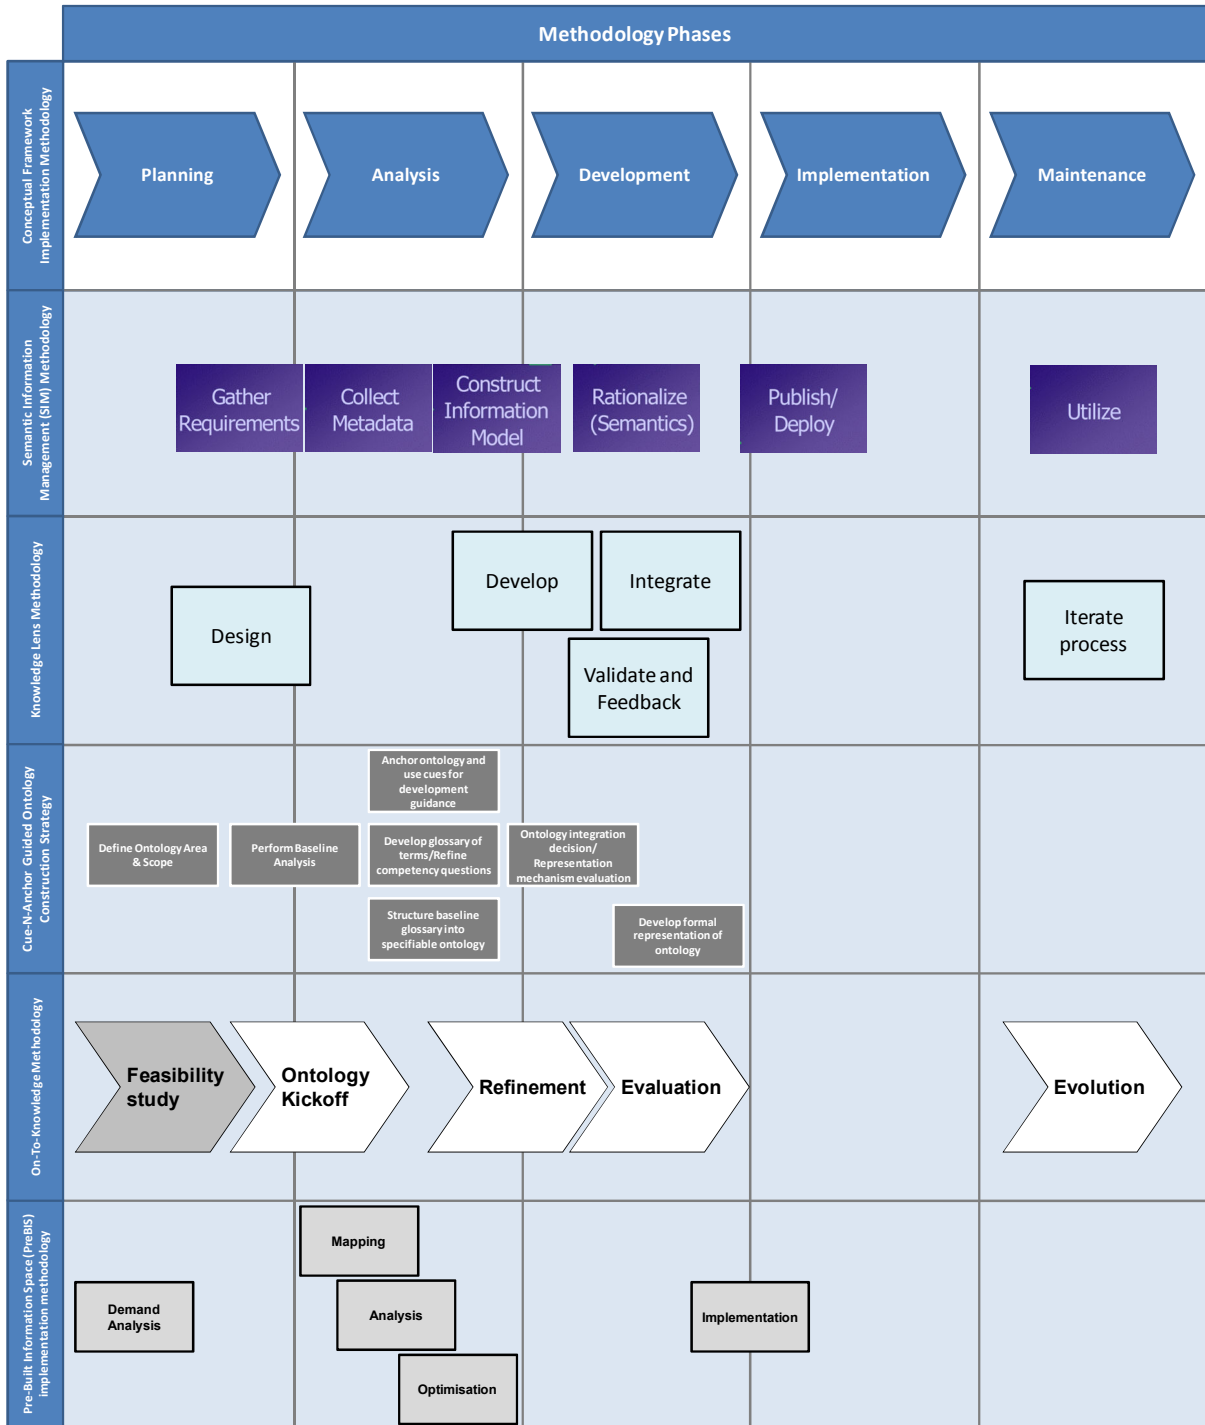 Methodology Phases
Conceptual Framework
Implementation Methodology
Planning
Analysis
Development
Implementation
Maintenance
Semantic Information
Management (SIM) Methodology
Gather
Requirements
Collect
Metadata
Construct
Information
Model
Rationalize
(Semantics)
Publish/
Deploy
Utilize
Knowledge Lens Methodology
Design
Develop
Integrate
Validate and
Feedback
Iterate
process
Cue-N-Anchor Guided Ontology
Construction Strategy
Define Ontology Area
& Scope
Perform Baseline
Analysis
Anchor ontology and
use cues for
development
guidance
Develop glossary of
terms/Refine
competency questions
Structure baseline
glossary into
specifiable ontology
Ontology integration
decision/
Representation
mechanism evaluation
Develop formal
representation of
ontology
On-To-Knowledge Methodology
Feasibility
study
Ontology
Kickoff
Refinement
Evaluation
Evolution
Pre-Built Information Space (PreBIS)
implementation methodology
Demand
Analysis
Mapping
Analysis
Optimisation
Implementation